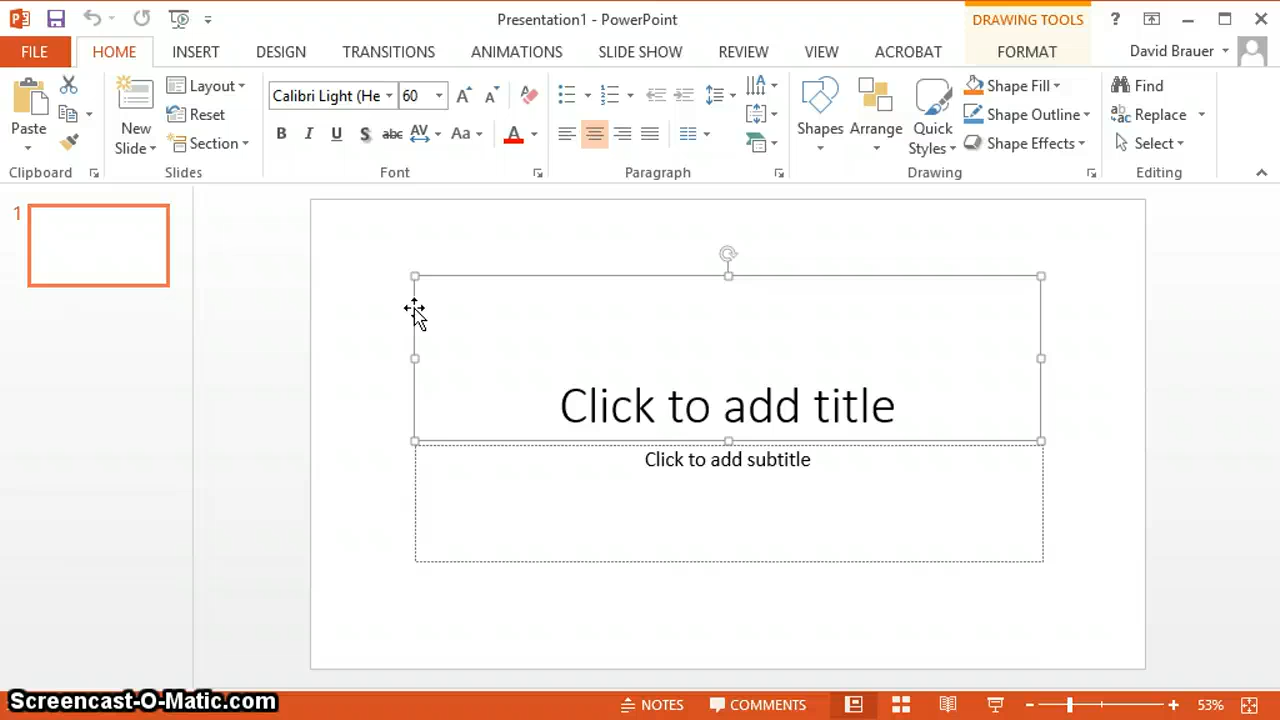 Presentation1 - PowerPoint
DRAWING TOOLS
?
FILE
HOME
INSERT
DESIGN
TRANSITIONS
ANIMATIONS
SLIDE SHOW
REVIEW
VIEW
ACROBAT
FORMAT
David Brauer
Paste
Clipboard
New
Slide
Layout
Reset
Section
Slides
Calibri Light (He
60
B I U S abc AV Aa A
Font
Paragraph
Shapes
Arrange
Quick
Styles
Shape Fill
Shape Outline
Shape Effects
Drawing
Find
Replace
Select
Editing
1
Click to add title
Click to add subtitle
Screencast-O-Matic.com
NOTES
COMMENTS
53%